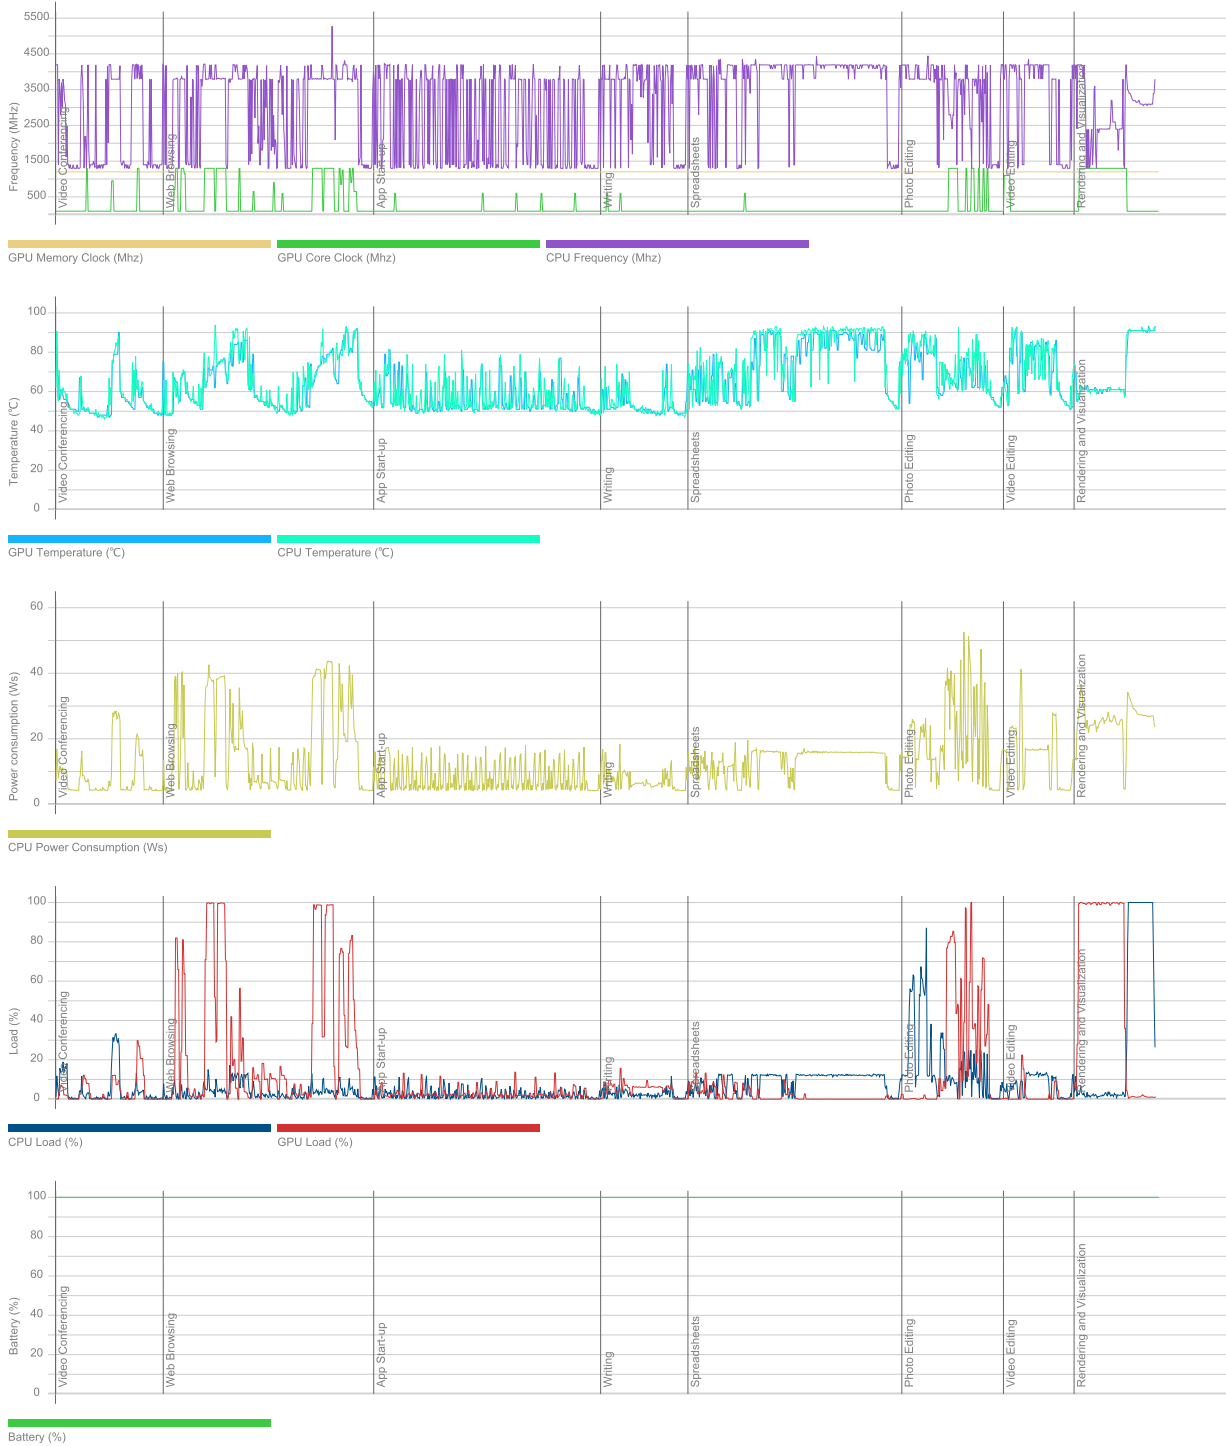 5500
4500
3500
2500
1500
500
Frequency (MHz)
Video Conferencing
Web Browsing
App Start-up
Writing
Spreadsheets
Photo Editing
Video Editing
Rendering and Visualization
GPU Memory Clock (Mhz)
GPU Core Clock (Mhz)
CPU Frequency (Mhz)
100
80
60
40
20
0
Temperature (℃)
Video Conferencing
Web Browsing
App Start-up
Writing
Spreadsheets
Photo Editing
Video Editing
Rendering and Visualization
GPU Temperature (℃)
CPU Temperature (℃)
60
40
20
0
Power consumption (Ws)
Video Conferencing
Web Browsing
App Start-up
Writing
Spreadsheets
Photo Editing
Video Editing
Rendering and Visualization
CPU Power Consumption (Ws)
100
80
60
40
20
0
Load (%)
Video Conferencing
Web Browsing
App Start-up
Writing
Spreadsheets
Photo Editing
Video Editing
Rendering and Visualization
CPU Load (%)
GPU Load (%)
100
80
60
40
20
0
Battery (%)
Video Conferencing
Web Browsing
App Start-up
Writing
Spreadsheets
Photo Editing
Video Editing
Rendering and Visualization
Battery (%)